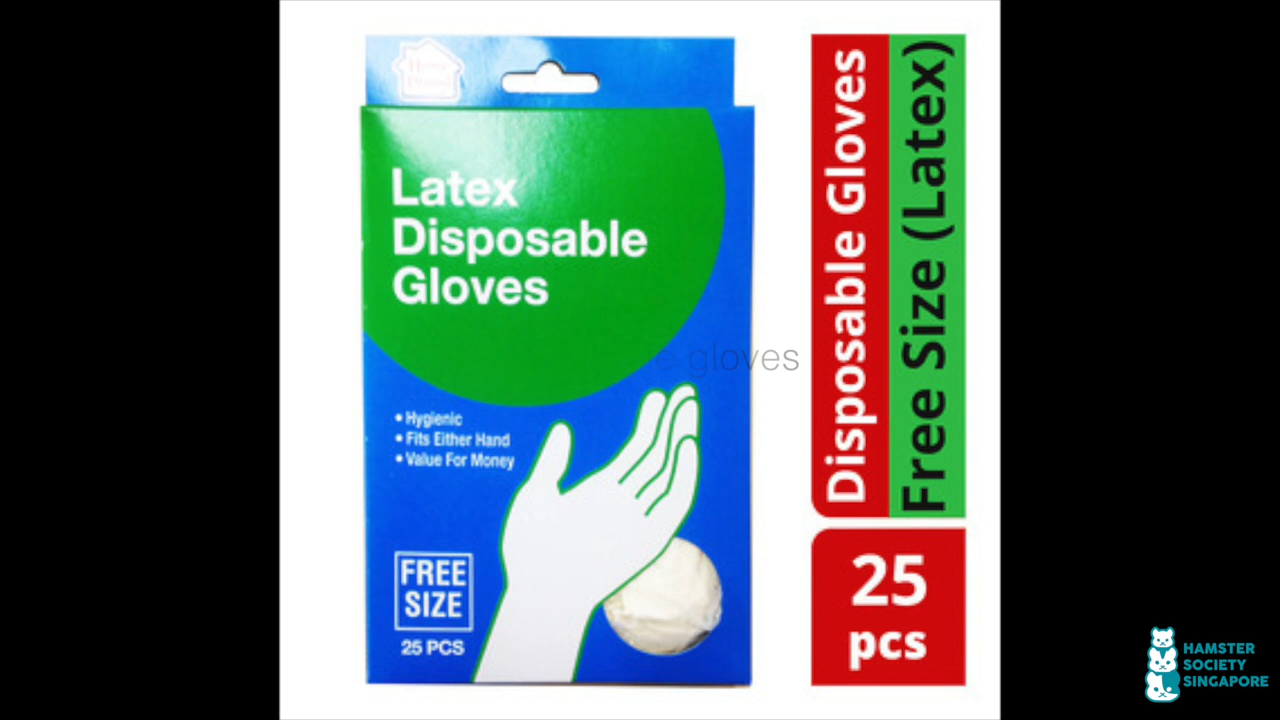 Latex
Disposable
Gloves
• Hygienic
• Fits Either Hand
• Value For Money
FREE
SIZE
25 PCS
gloves
Disposable Gloves
Free Size (Latex)
25
pcs
HAMSTER
SOCIETY
SINGAPORE